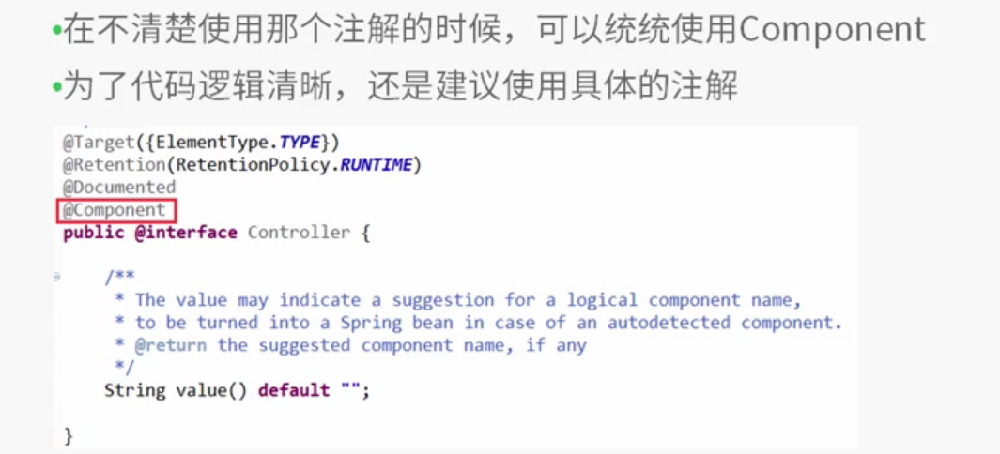 •在不清楚使用那个注解的时候，可以统统使用Component
•为了代码逻辑清晰，还是建议使用具体的注解
@Target({ElementType.TYPE})
@Retention(RetentionPolicy.RUNTIME)
@Documented
@Component
public @interface Controller {
/**
* The value may indicate a suggestion for a logical component name,
* to be turned into a Spring bean in case of an autodetected component.
* @return the suggested component name, if any
*/
String value() default "";
}